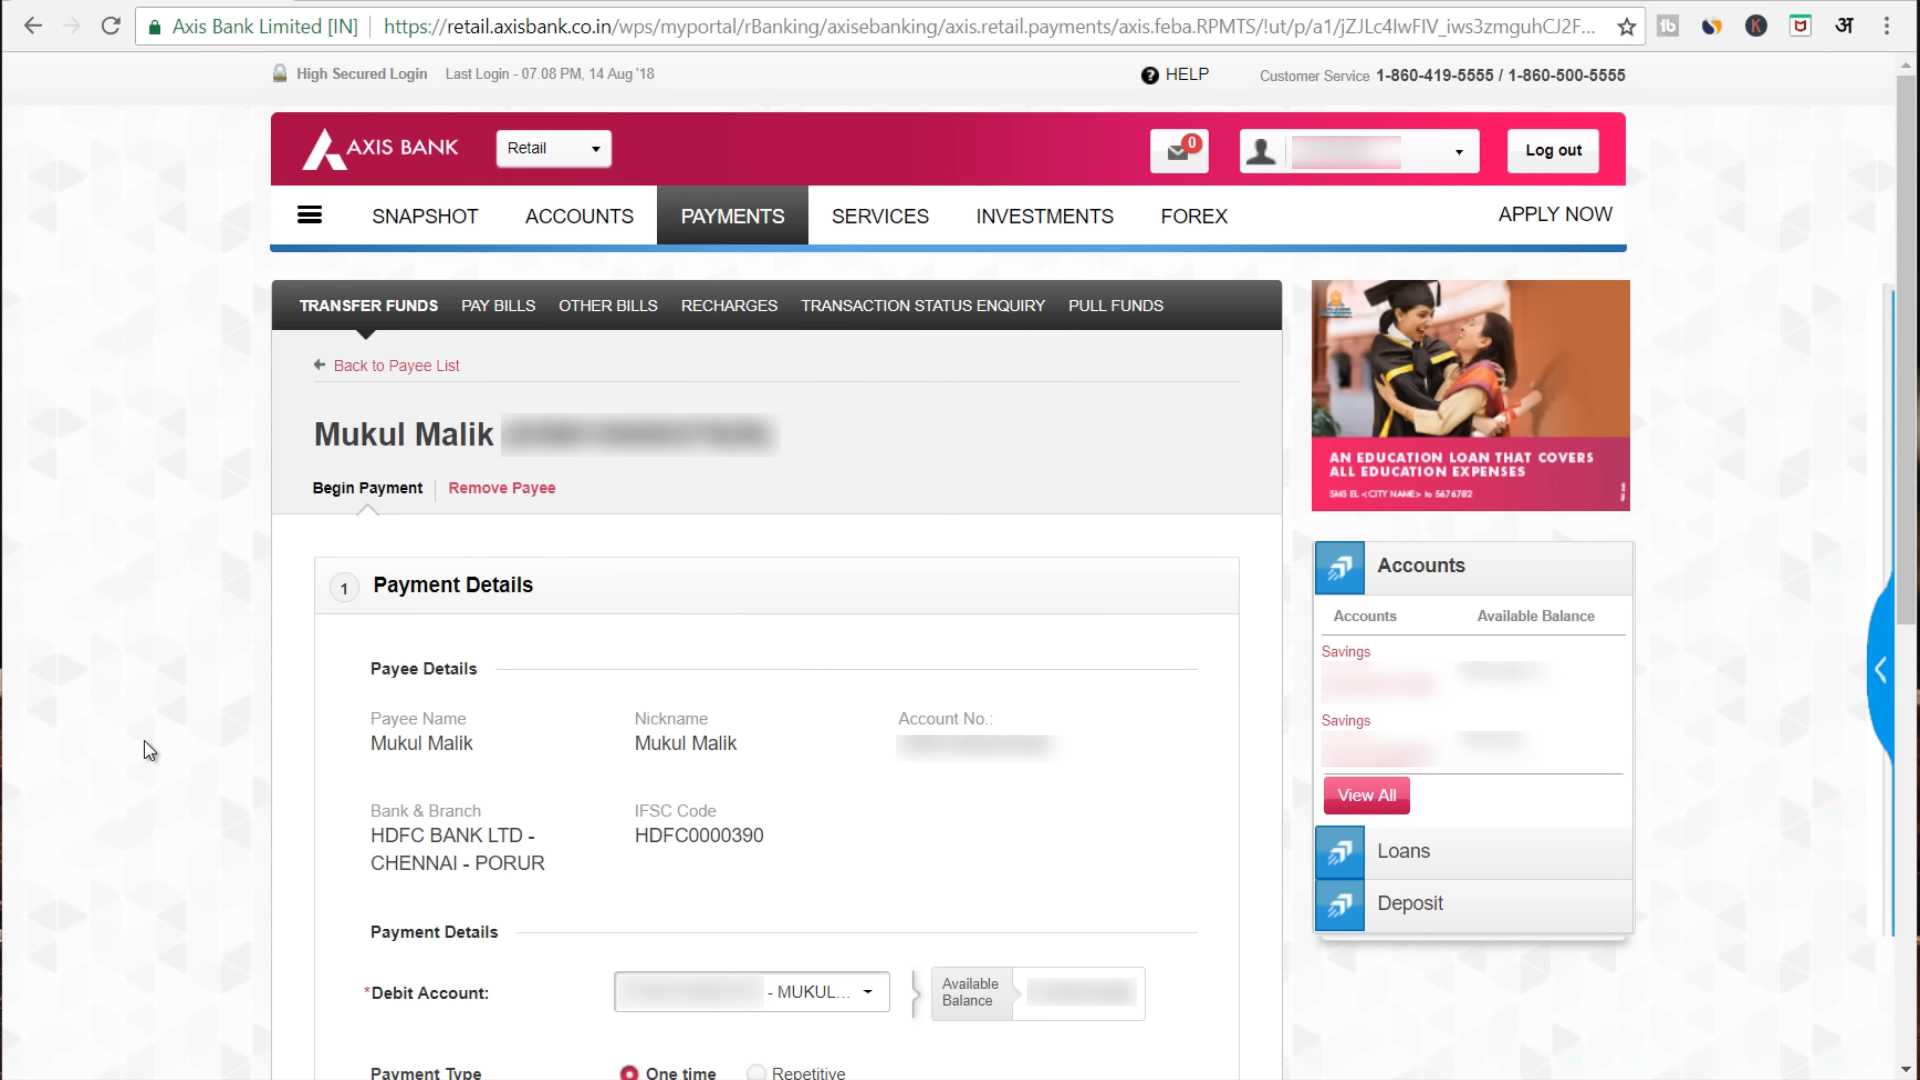 Axis Bank Limited [IN] https://retail.axisbank.co.in/wps/myportal/rBanking/axisebanking/axis.retail.payments/axis.feba.RPMTS/!ut/p/a1/jZJLc4IwFIV_iws3zmguhCJ2F...
High Secured Login Last Login - 07.08 PM, 14 Aug '18
HELP Customer Service 1-860-419-5555 / 1-860-500-5555
AXIS BANK Retail 0 Log out
SNAPSHOT ACCOUNTS PAYMENTS SERVICES INVESTMENTS FOREX APPLY NOW
TRANSFER FUNDS PAY BILLS OTHER BILLS RECHARGES TRANSACTION STATUS ENQUIRY PULL FUNDS
Back to Payee List
Mukul Malik
Begin Payment Remove Payee
1 Payment Details
Payee Details
Payee Name Nickname Account No.:
Mukul Malik Mukul Malik
Bank & Branch IFSC Code
HDFC BANK LTD - HDFC0000390
CHENNAI - PORUR
Payment Details
*Debit Account: - MUKUL... Available
Balance
Payment Type One time Repetitive
AN EDUCATION LOAN THAT COVERS
ALL EDUCATION EXPENSES
SMS EL <CITY NAME> to 5676782
Accounts
Accounts Available Balance
Savings
Savings
View All
Loans
Deposit